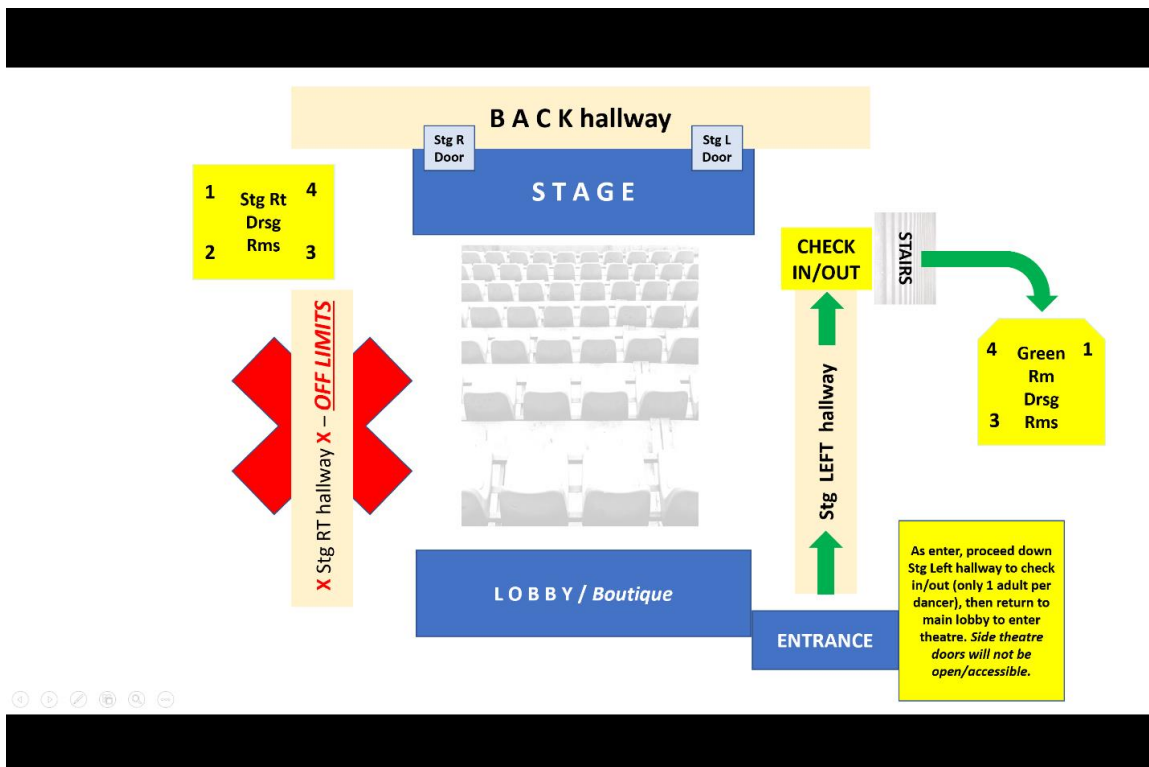 B A C K hallway
Stg R
Door
Stg L
Door
S T A G E
1
4
Stg Rt
Drsg
Rms
2
3
CHECK
IN/OUT
STAIRS
X Stg RT hallway X – OFF LIMITS
Stg LEFT hallway
4
Green
1
Rm
Drsg
3
Rms
L O B B Y / Boutique
ENTRANCE
As enter, proceed down
Stg Left hallway to check
in/out (only 1 adult per
dancer), then return to
main lobby to enter
theatre. Side theatre
doors will not be
open/accessible.